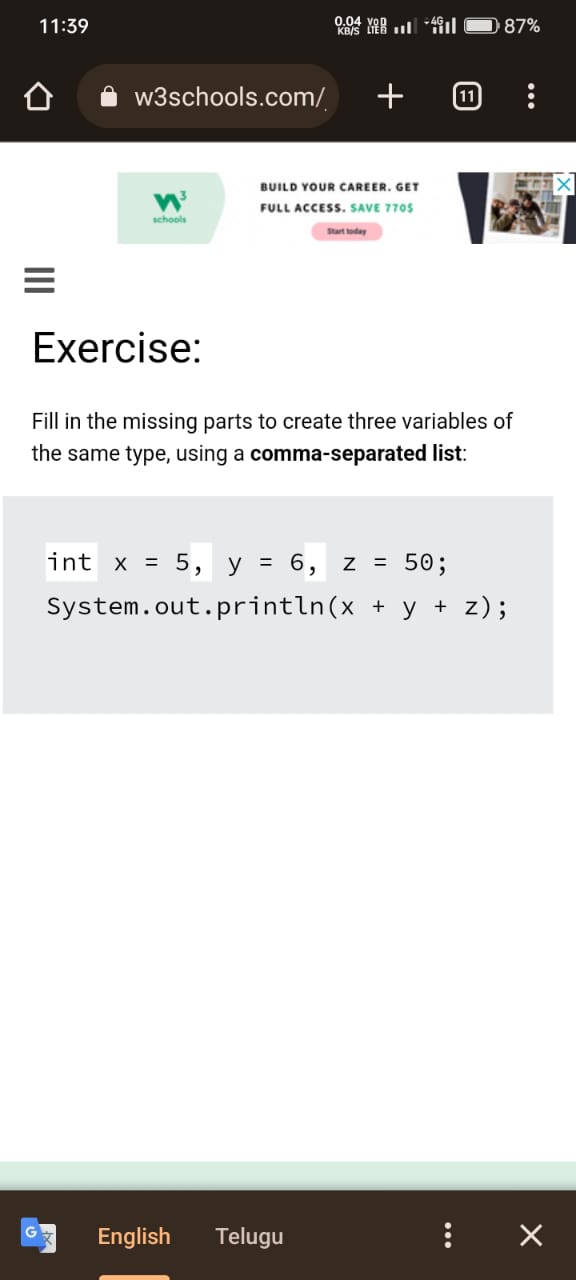 11:39
0.04 KB/S
4G
87%
w3schools.com/
11
W3 schools
BUILD YOUR CAREER. GET
FULL ACCESS. SAVE 770$
Start today
Exercise:
Fill in the missing parts to create three variables of
the same type, using a comma-separated list:
int x = 5, y = 6, z = 50;
System.out.println(x + y + z);
English Telugu